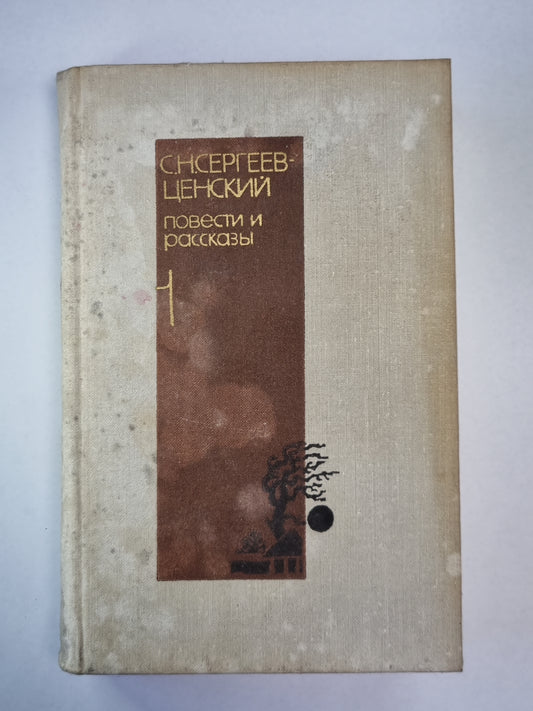 С.Н.СЕРГЕЕВ-
ЦЕНСКИЙ
повести и
рассказы
1